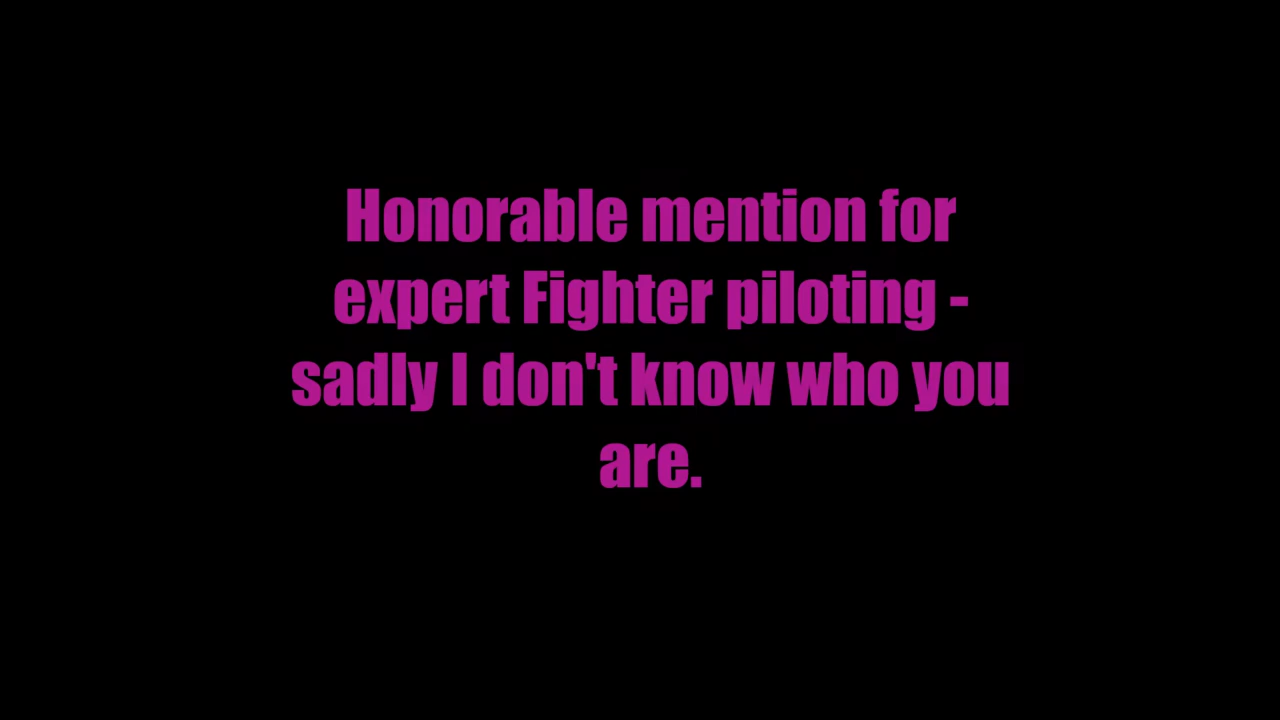 Honorable mention for
expert Fighter piloting -
sadly I don't know who you
are.